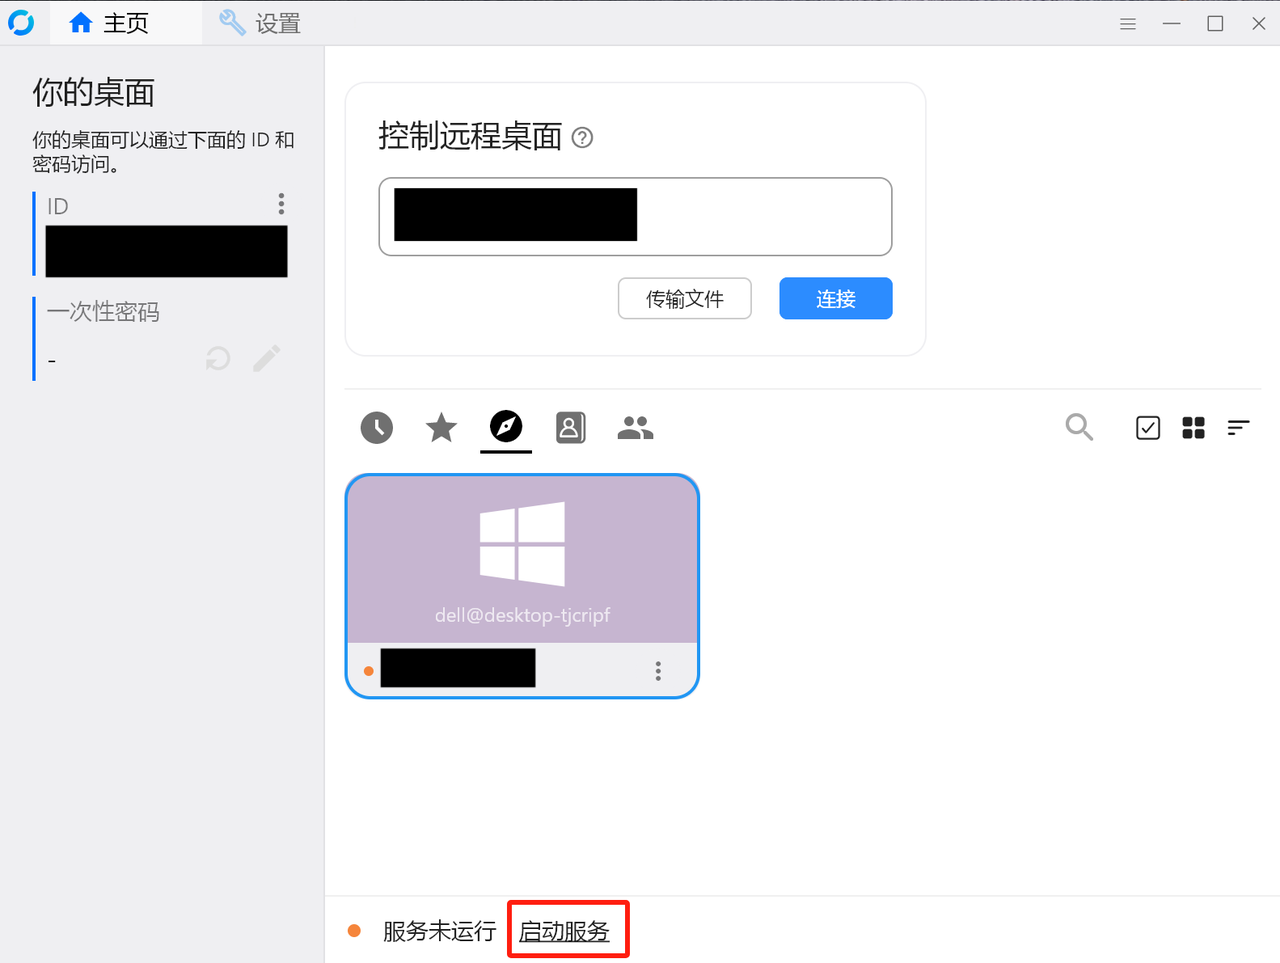 主页
设置
你的桌面
你的桌面可以通过下面的 ID 和
密码访问。
ID
一次性密码
-
控制远程桌面
传输文件
连接
dell@desktop-tjcripf
服务未运行 启动服务